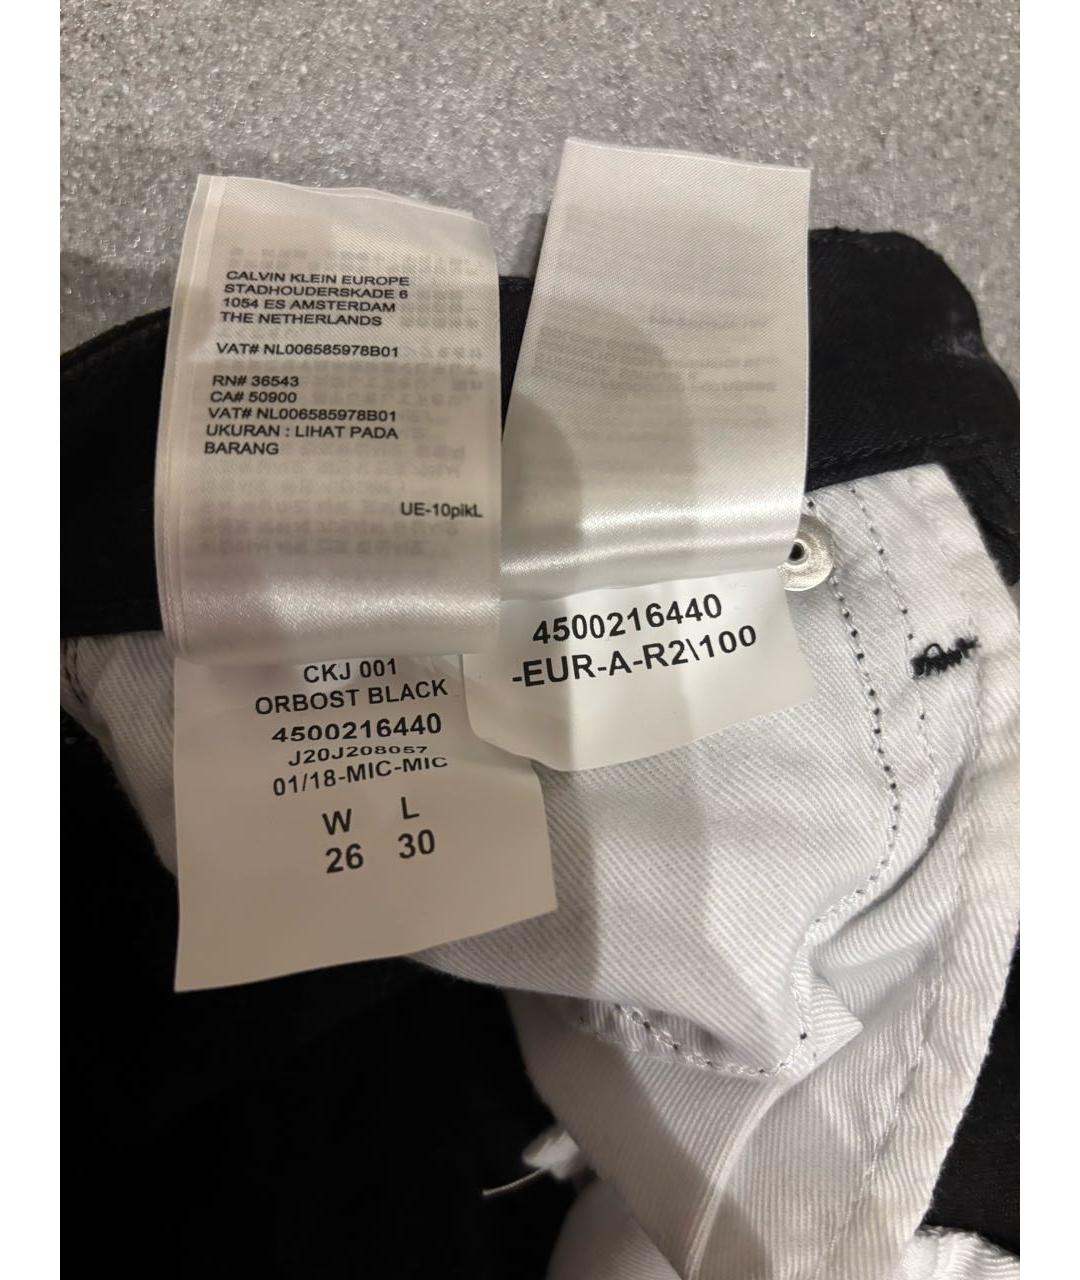 CALVIN KLEIN EUROPE
STADHOUDERSKADE 6
1054 ES AMSTERDAM
THE NETHERLANDS
VAT# NL006585978B01
RN# 36543
CA# 50900
VAT# NL006585978B01
UKURAN : LIHAT PADA
BARANG
UE-10pikL
CKJ 001
ORBOST BLACK
4500216440
J20J208057
01/18-MIC-MIC
W L
26 30
4500216440
-EUR-A-R2\100